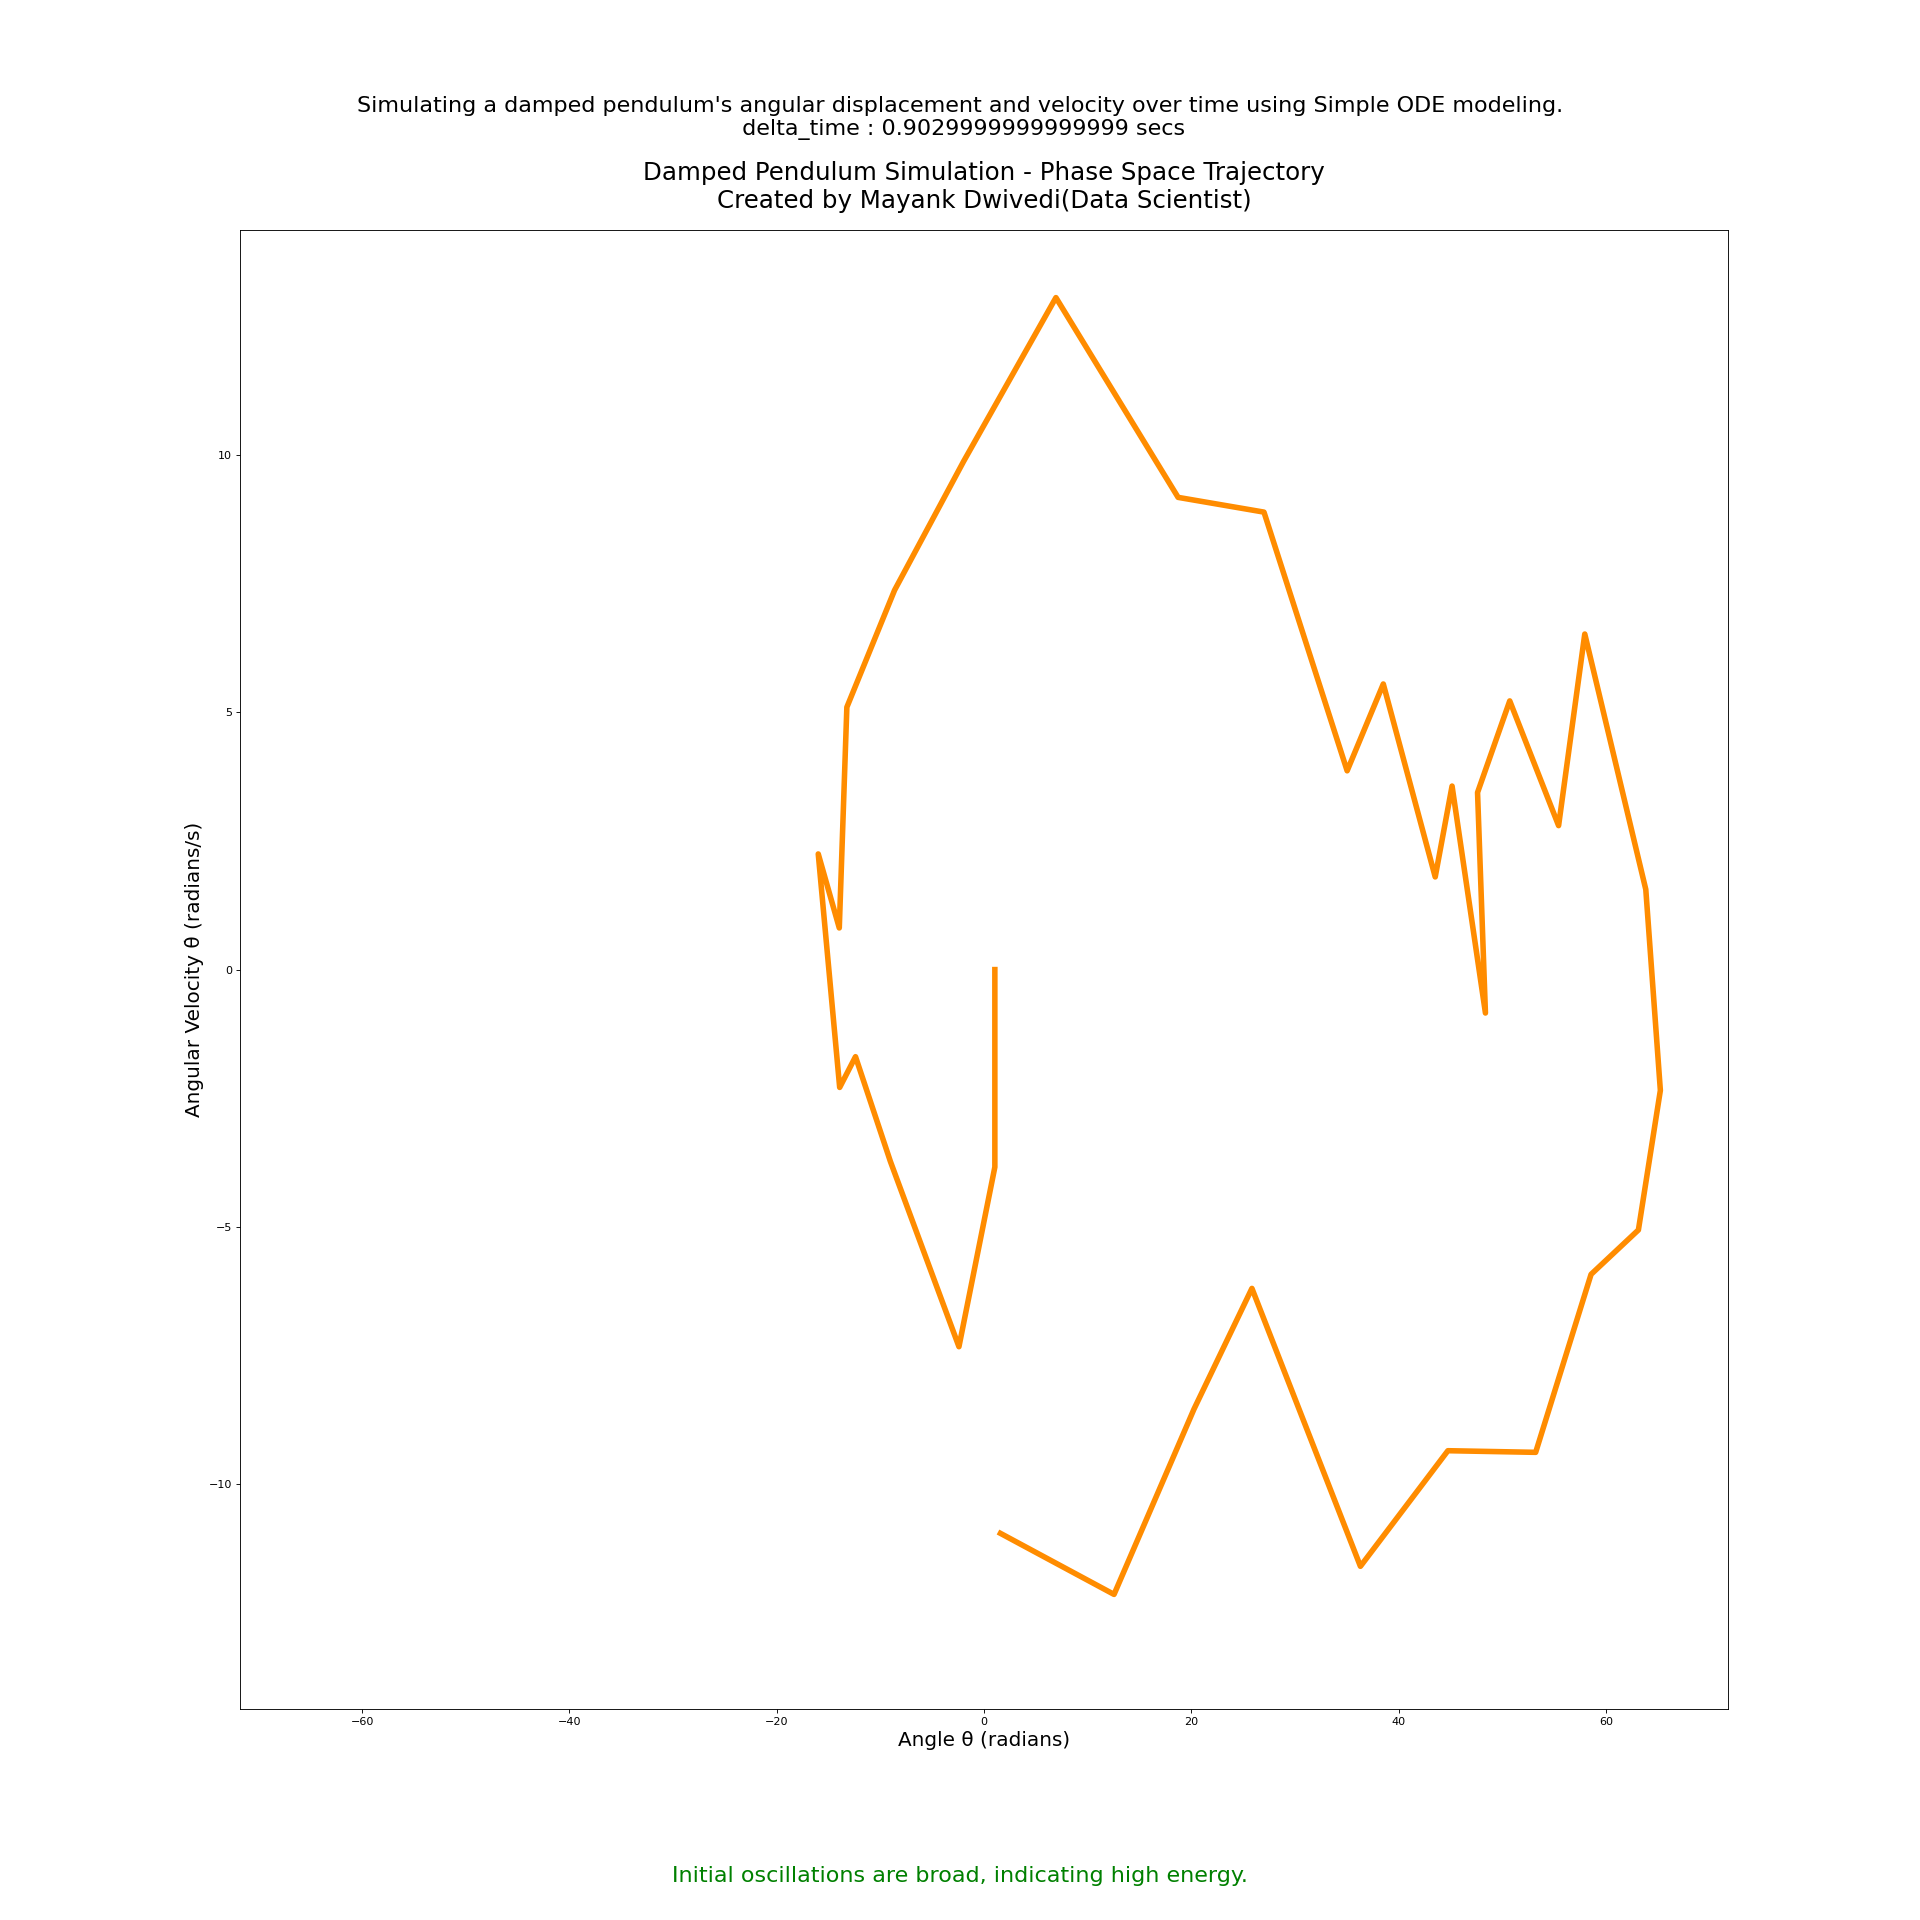 Simulating a damped pendulum's angular displacement and velocity over time using Simple ODE modeling.
delta_time : 0.9029999999999999 secs
Damped Pendulum Simulation - Phase Space Trajectory
Created by Mayank Dwivedi(Data Scientist)
10
5
0
−5
−10
Angular Velocity θ̇ (radians/s)
−60
−40
−20
0
20
40
60
Angle θ (radians)
Initial oscillations are broad, indicating high energy.